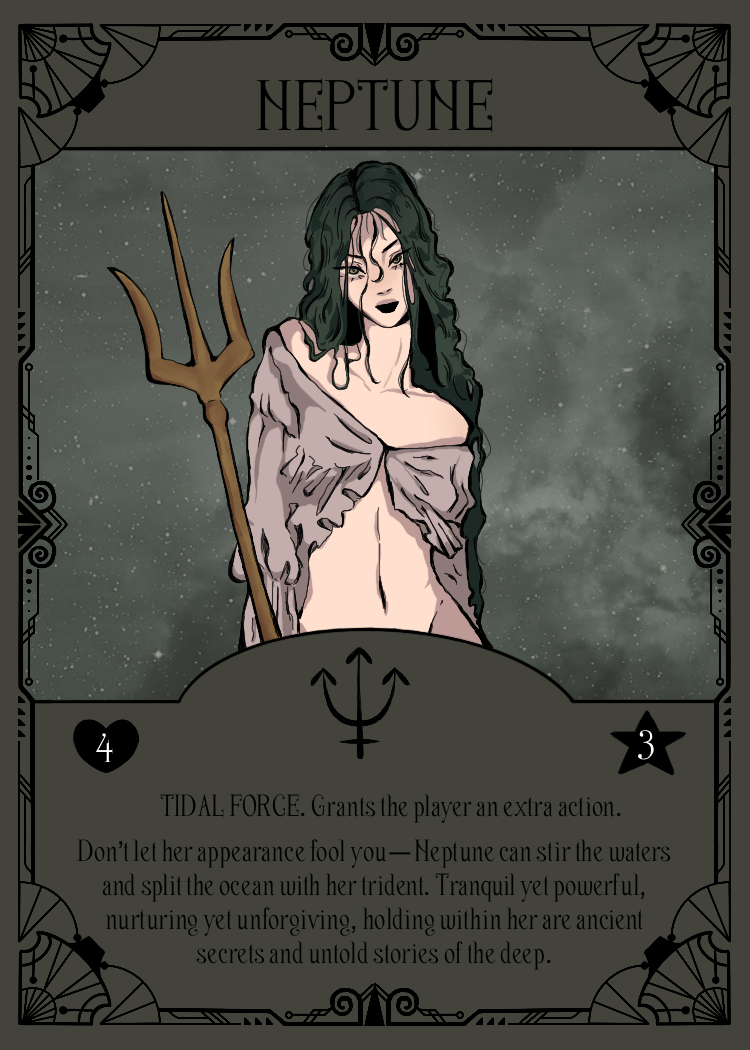 NEPTUNE
4
3
TIDAL FORCE. Grants the player an extra action.
Don't let her appearance fool you—Neptune can stir the waters
and split the ocean with her trident. Tranquil yet powerful,
nurturing yet unforgiving, holding within her are ancient
secrets and untold stories of the deep.